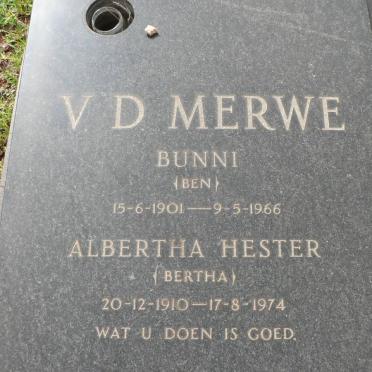 V D MERWE
BUNNI
(BEN)
15-6-1901 — 9-5-1966
ALBERTHA HESTER
(BERTHA)
20-12-1910 — 17-8-1974
WAT U DOEN IS GOED.